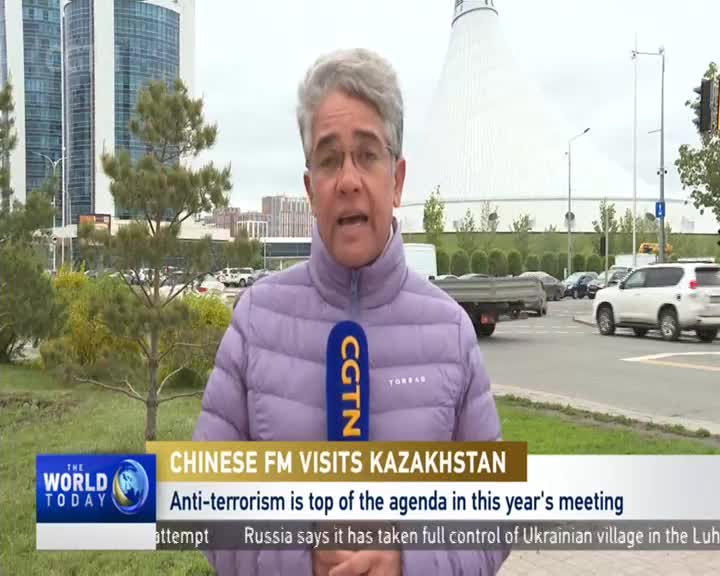 TOREAD
CGTN
CHINESE FM VISITS KAZAKHSTAN
THE
WORLD
TODAY
Anti-terrorism is top of the agenda in this year's meeting
attempt Russia says it has taken full control of Ukrainian village in the Luh